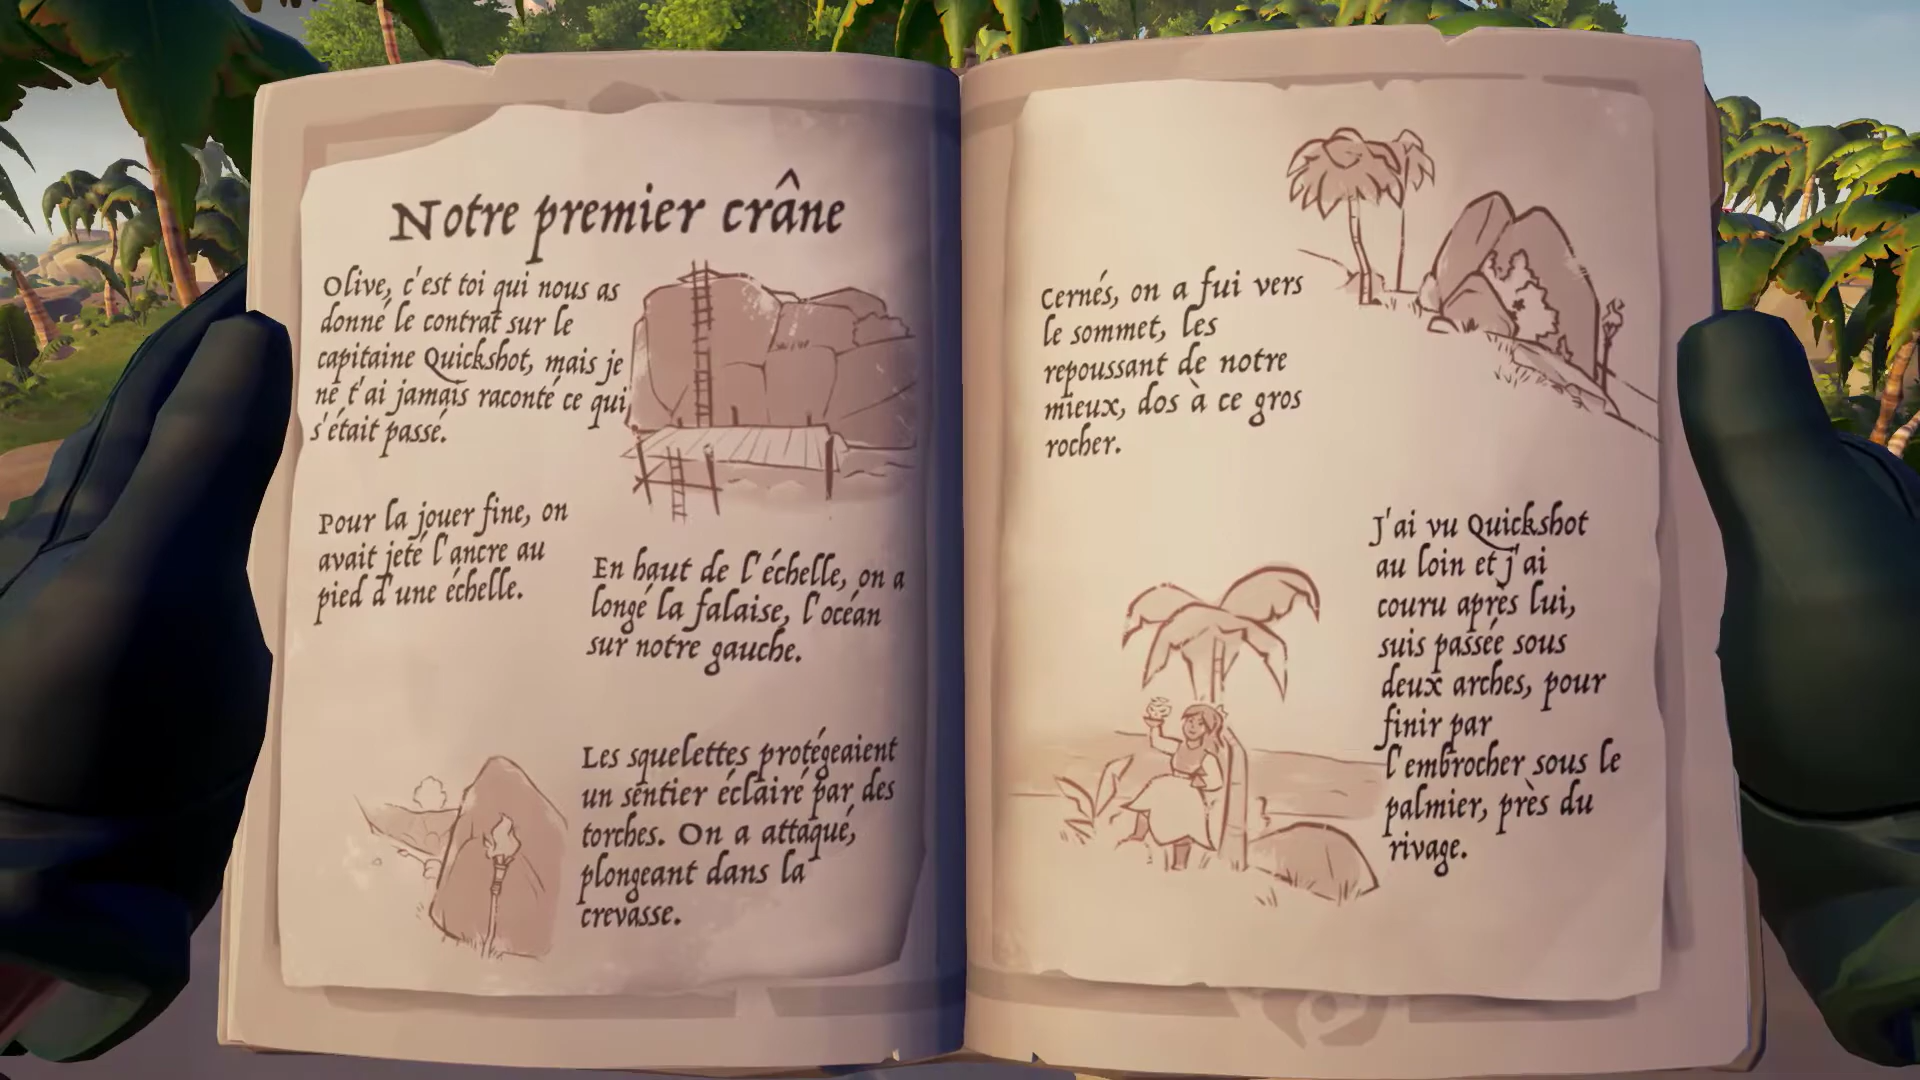 Notre premier crâne
Olive, c'est toi qui nous as
donné le contrat sur le
capitaine Quickshot, mais je
ne t'ai jamais raconté ce qui
s'était passé.
Pour la jouer fine, on
avait jeté l'ancre au
pied d'une échelle.
En haut de l'échelle, on a
longé la falaise, l'océan
sur notre gauche.
Les squelettes protégeaient
un sentier éclairé par des
torches. On a attaqué,
plongeant dans la
crevasse.
Cernés, on a fui vers
le sommet, les
repoussant de notre
mieux, dos à ce gros
rocher.
J'ai vu Quickshot
au loin et j'ai
couru après lui,
suis passée sous
deux arches, pour
finir par
l'embrocher sous le
palmier, près du
rivage.